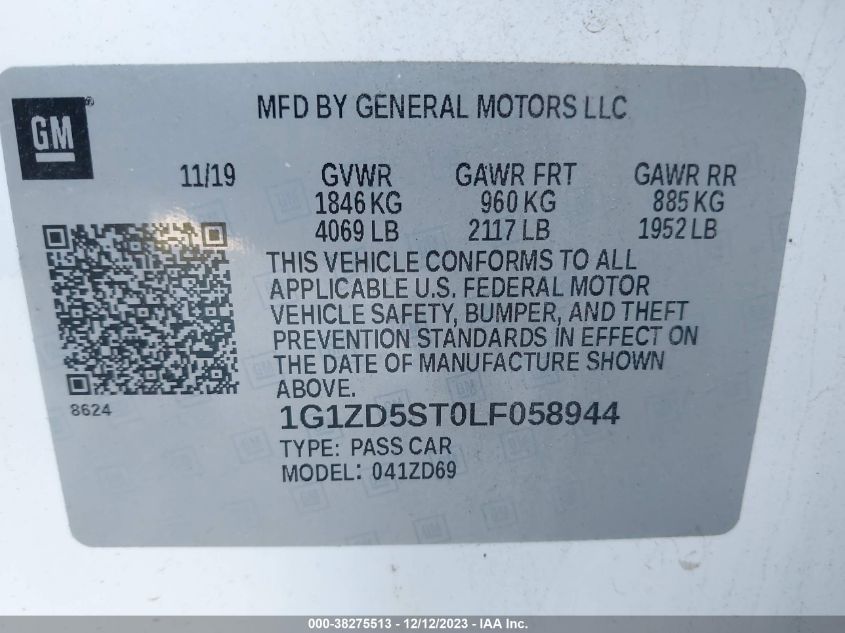 GM®
MFD BY GENERAL MOTORS LLC
11/19 GVWR GAWR FRT GAWR RR
1846 KG 960 KG 885 KG
4069 LB 2117 LB 1952 LB
THIS VEHICLE CONFORMS TO ALL
APPLICABLE U.S. FEDERAL MOTOR
VEHICLE SAFETY, BUMPER, AND THEFT
PREVENTION STANDARDS IN EFFECT ON
THE DATE OF MANUFACTURE SHOWN
ABOVE.
8624
1G1ZD5ST0LF058944
TYPE: PASS CAR
MODEL: 041ZD69
000-38275513 - 12/12/2023 - IAA Inc.